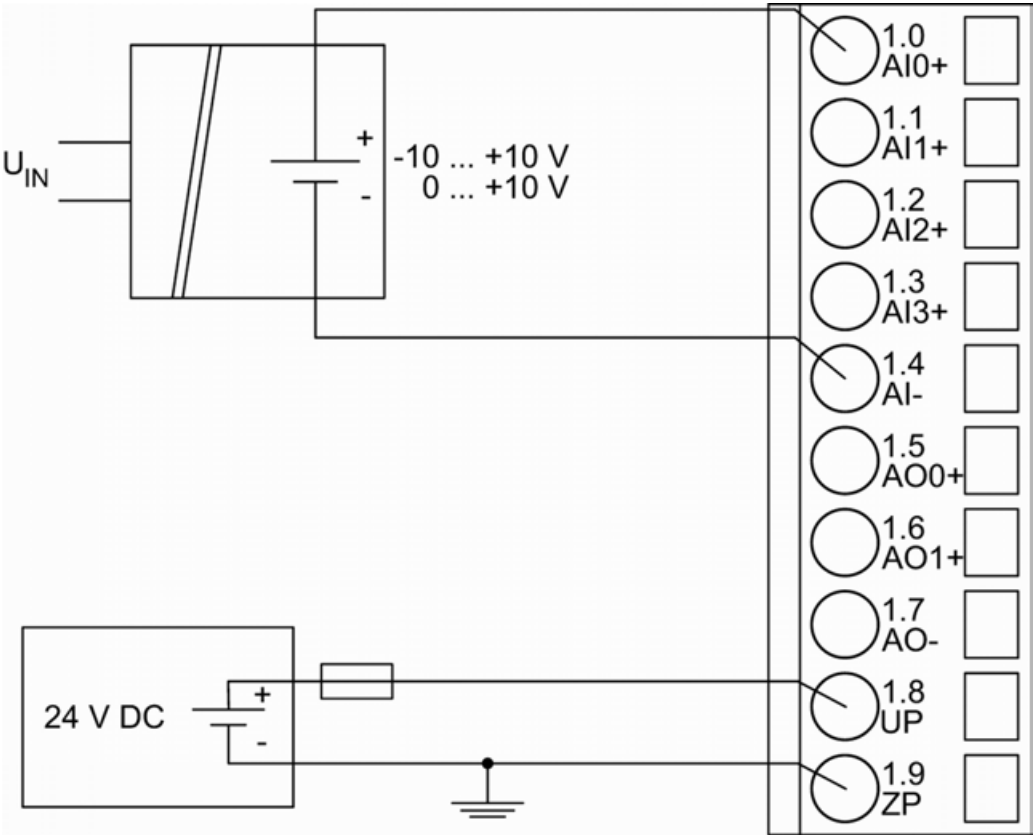 U_IN
+
-
-10 ... +10 V
0 ... +10 V
24 V DC
+
-
1.0
AI0+
1.1
AI1+
1.2
AI2+
1.3
AI3+
1.4
AI-
1.5
AO0+
1.6
AO1+
1.7
AO-
1.8
UP
1.9
ZP